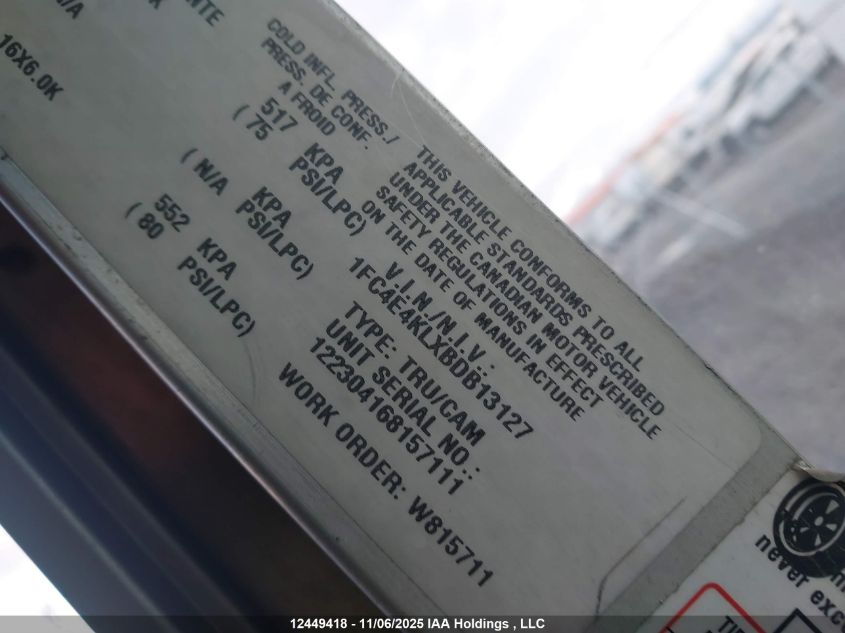 16X6.0K
COLD INFL. PRESS./
PRESS. DE CONF.
A FROID
517 KPA
( 75 PSI/LPC)
KPA
( N/A PSI/LPC)
552 KPA
( 80 PSI/LPC)
THIS VEHICLE CONFORMS TO ALL
APPLICABLE STANDARDS PRESCRIBED
UNDER THE CANADIAN MOTOR VEHICLE
SAFETY REGULATIONS IN EFFECT
ON THE DATE OF MANUFACTURE
V.I.N./N.I.V.:
1FC4E4KLXBDB13127
TYPE: TRU/CAM
UNIT SERIAL NO.:
122304168157111
WORK ORDER: W815711
never exc
12449418 - 11/06/2025 IAA Holdings , LLC